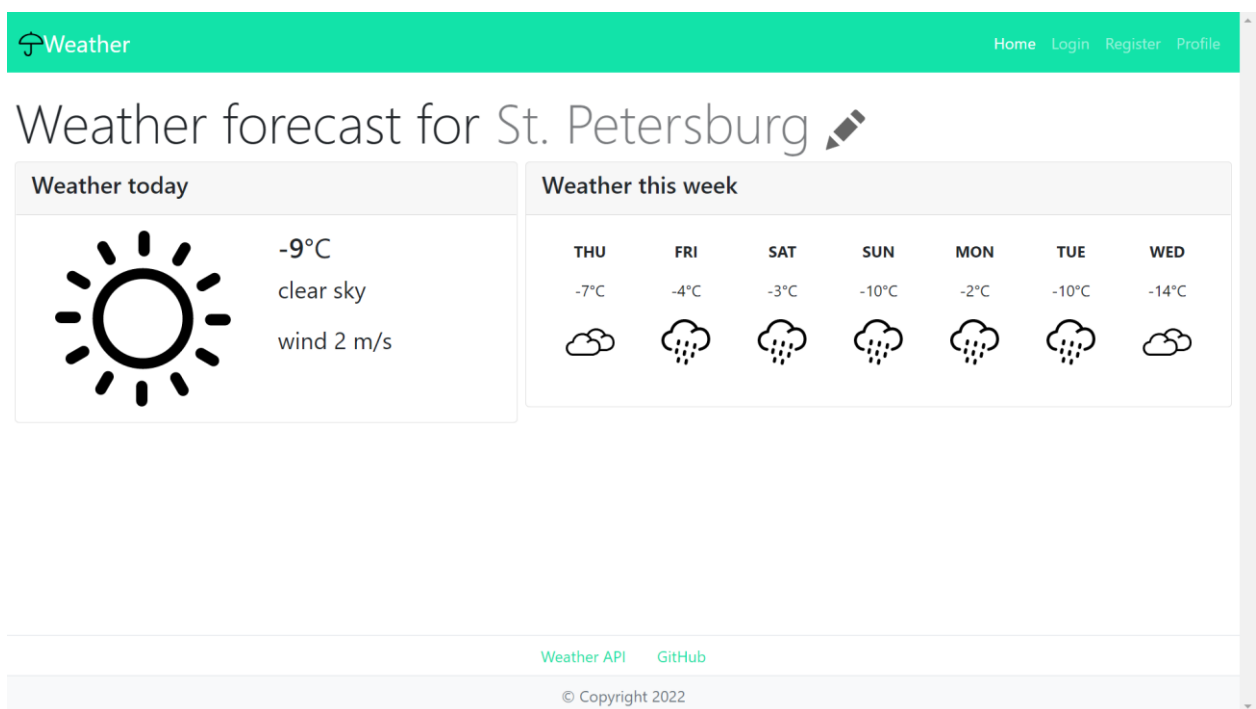 Weather
Home Login Register Profile
Weather forecast for St. Petersburg
Weather today
-9°C
clear sky
wind 2 m/s
Weather this week
THU FRI SAT SUN MON TUE WED
-7°C -4°C -3°C -10°C -2°C -10°C -14°C
Weather API GitHub
© Copyright 2022